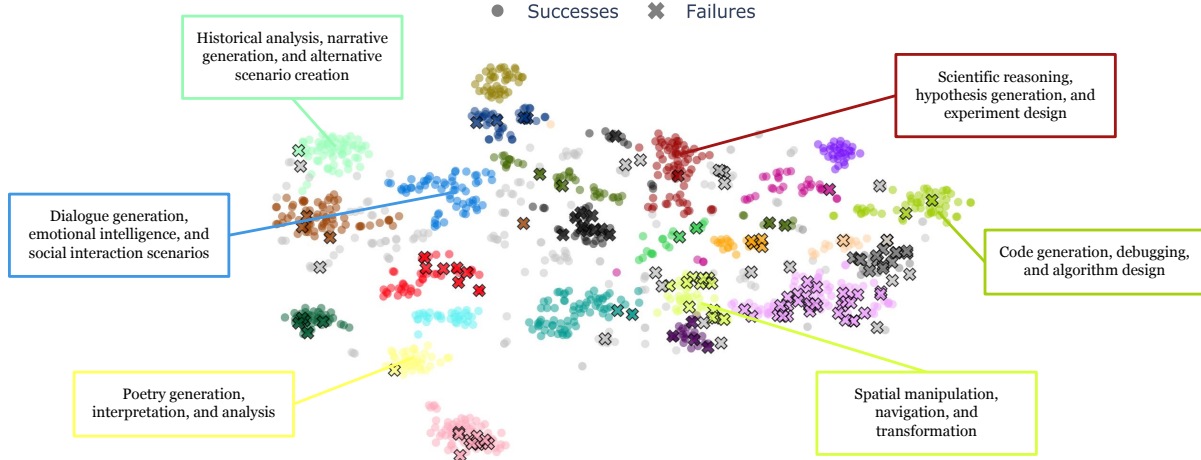 Successes Failures
Historical analysis, narrative
generation, and alternative
scenario creation
Scientific reasoning,
hypothesis generation, and
experiment design
Dialogue generation,
emotional intelligence, and
social interaction scenarios
Code generation, debugging,
and algorithm design
Poetry generation,
interpretation, and analysis
Spatial manipulation,
navigation, and
transformation